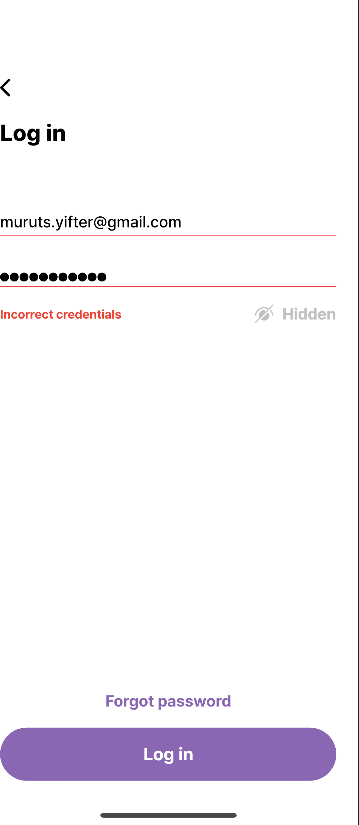 Log in
muruts.yifter@gmail.com
●●●●●●●●●●●
Incorrect credentials
Hidden
Forgot password
Log in